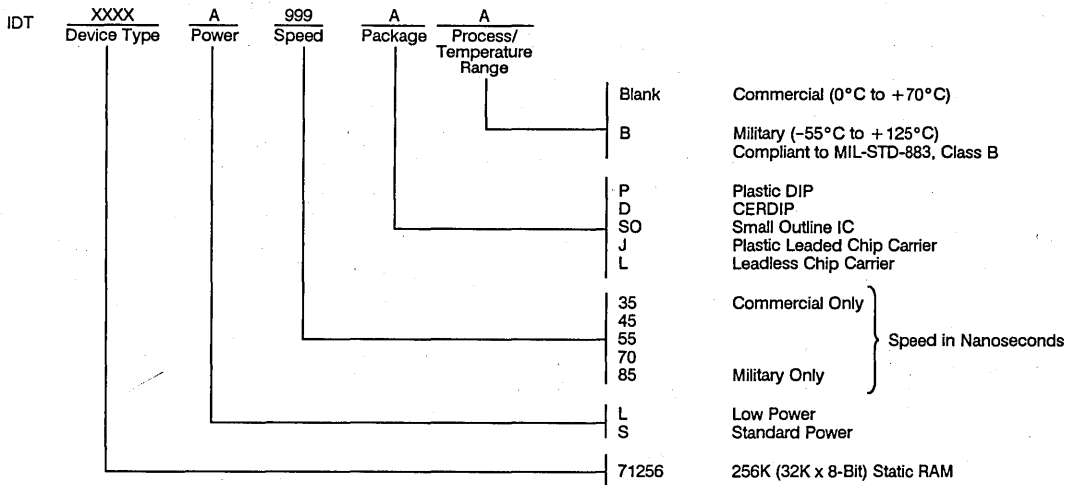 IDT XXXX A 999 A A
Device Type Power Speed Package Process/
Temperature
Range
Blank Commercial (0°C to +70°C)
B Military (–55°C to +125°C)
Compliant to MIL-STD-883, Class B
P Plastic DIP
D CERDIP
SO Small Outline IC
J Plastic Leaded Chip Carrier
L Leadless Chip Carrier
35 Commercial Only
45
55 Speed in Nanoseconds
70
85 Military Only
L Low Power
S Standard Power
71256 256K (32K x 8-Bit) Static RAM